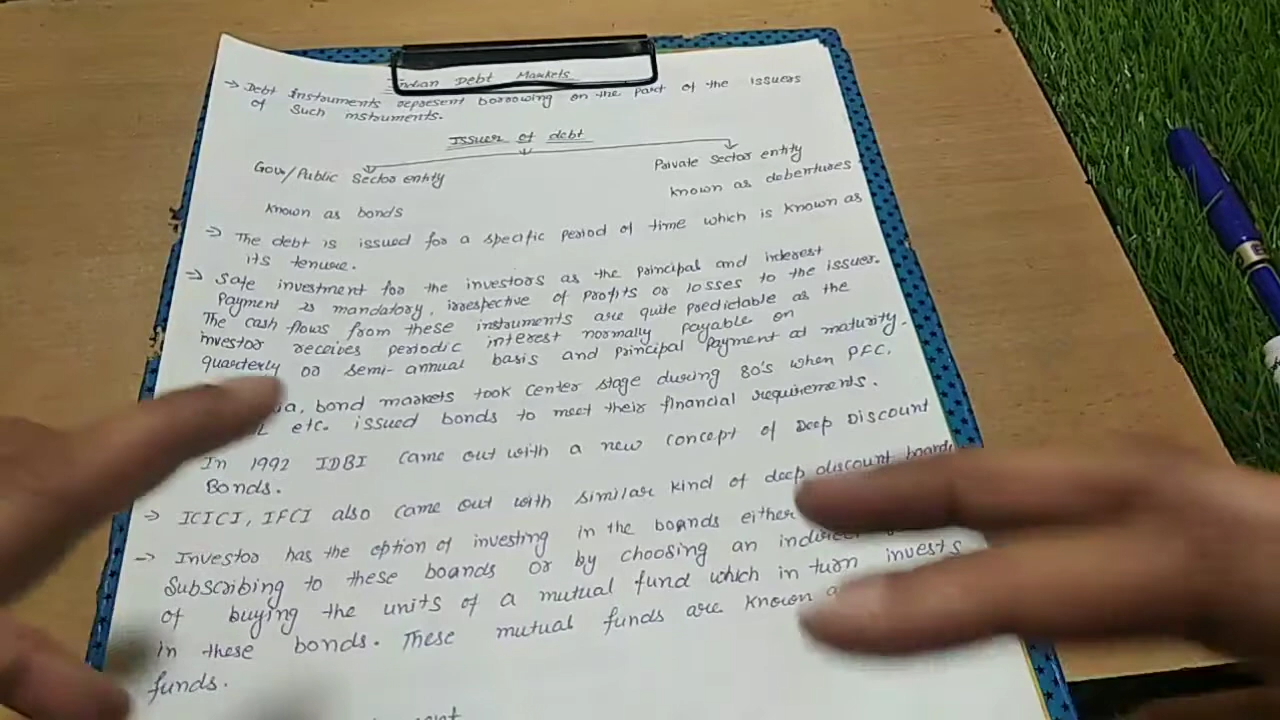 Indian Debt Markets
→ Debt Instruments represent borrowing on the part of the issuers
of such instruments.
Issuer of debt
Gov/Public Sector entity
Private Sector entity
Known as bonds
Known as debentures.
→ The debt is issued for a specific period of time which is known as
its tenure.
→ Safe investment for the investors as the principal and interest
Payment is mandatory, irrespective of profits or losses to the issuer.
The cash flows from these instruments are quite predictable as the
investor receives periodic interest normally payable on
quarterly or semi-annual basis and principal payment at maturity.
bond markets took center stage during 80's when PFC,
etc. issued bonds to meet their financial requirements.
In 1992 IDBI came out with a new concept of Deep Discount
Bonds.
→ ICICI, IFCI also came out with similar kind of deep discount
→ Investor has the option of investing in the boands either
Subscribing to these boands or by choosing an
of buying the units of a mutual fund which in turn invests
in these bonds. These mutual funds are known
funds.